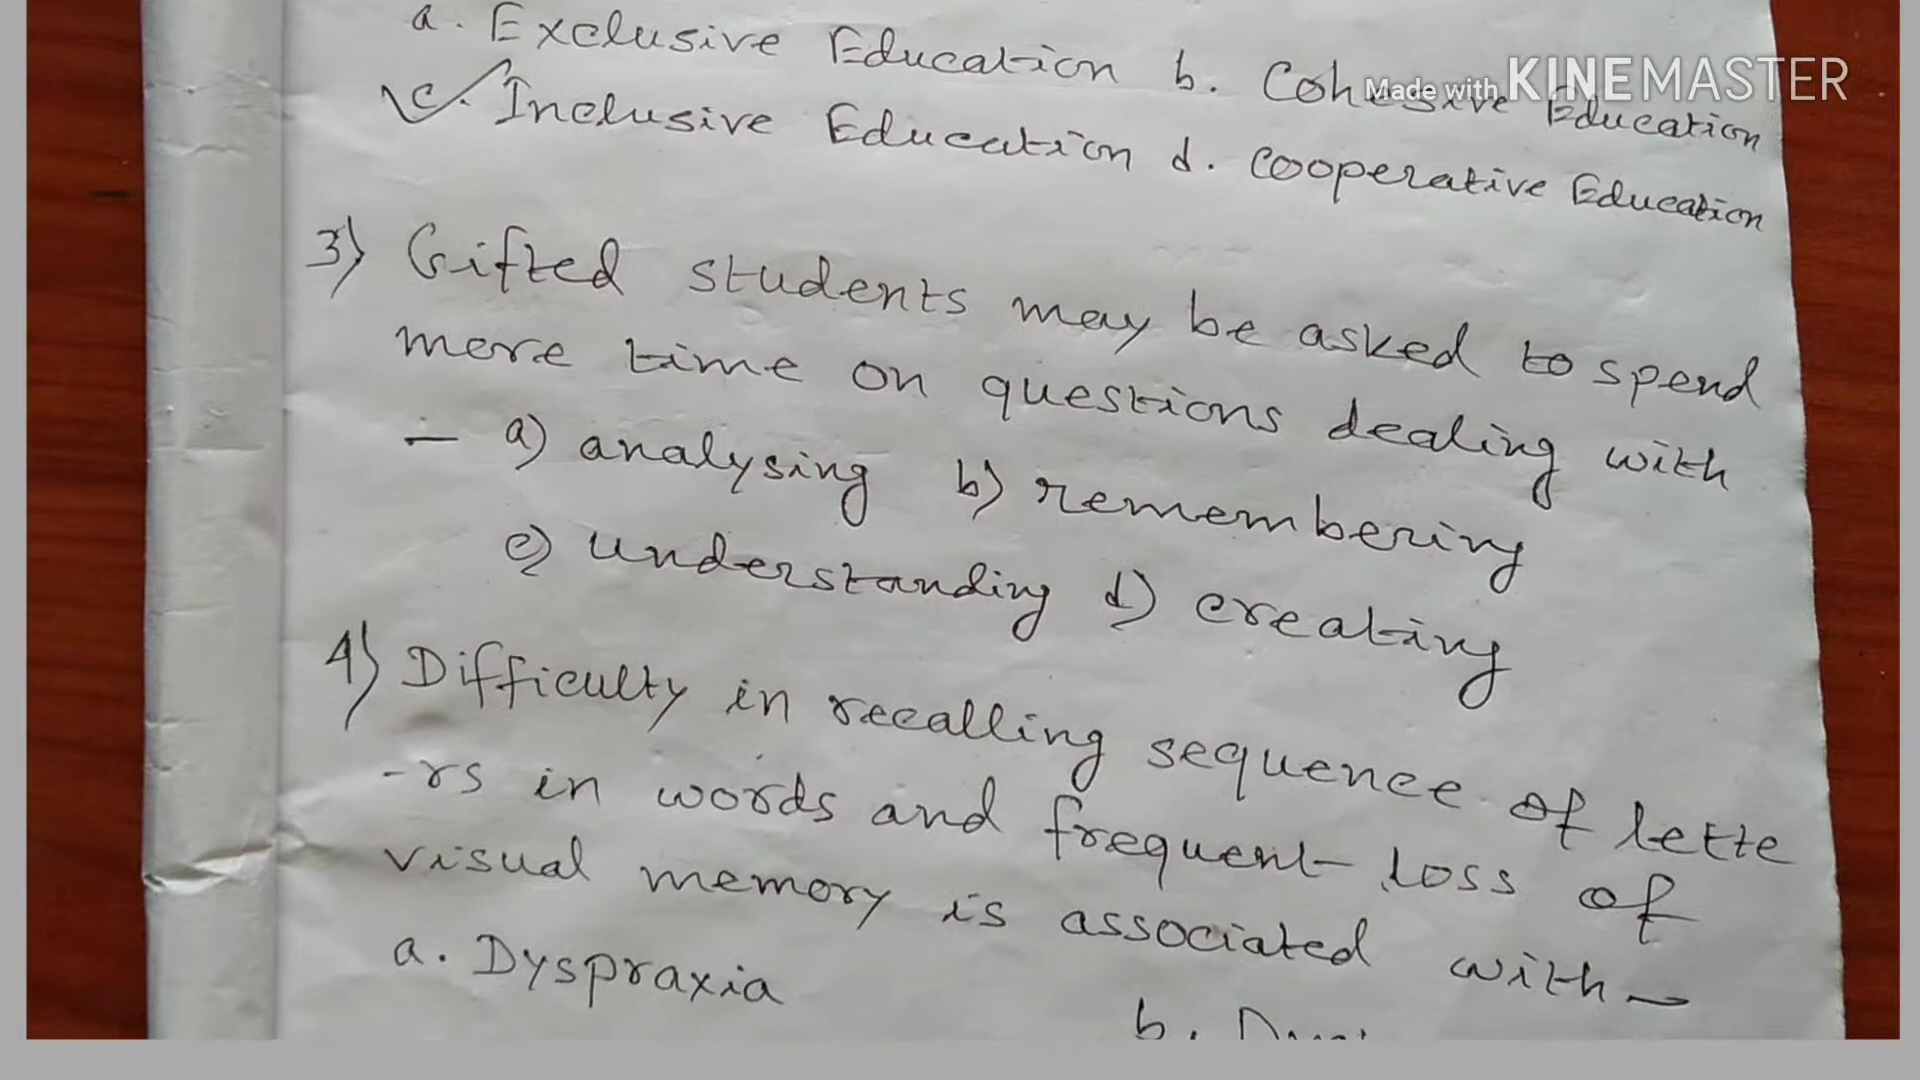 a. Exclusive Education b. Cohesive Education
c. Inclusive Education d. Cooperative Education
Made with KINEMASTER
3) Gifted students may be asked to spend
more time on questions dealing with
— a) analysing b) remembering
c) understanding d) creating
4) Difficulty in recalling sequence of lette
-rs in words and frequent loss of
visual memory is associated with —
a. Dyspraxia
b.